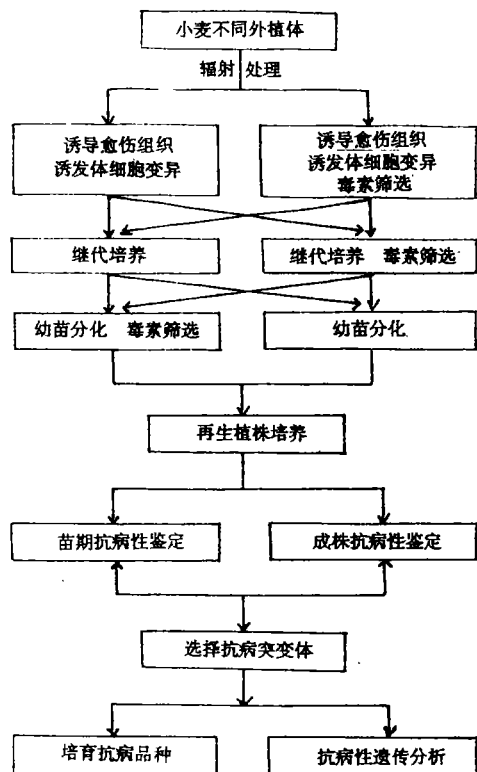 小麦不同外植体
辐射 处理
诱导愈伤组织
诱发体细胞变异
诱导愈伤组织
诱发体细胞变异
毒素筛选
继代培养
继代培养 毒素筛选
幼苗分化 毒素筛选
幼苗分化
再生植株培养
苗期抗病性鉴定
成株抗病性鉴定
选择抗病突变体
培育抗病品种
抗病性遗传分析